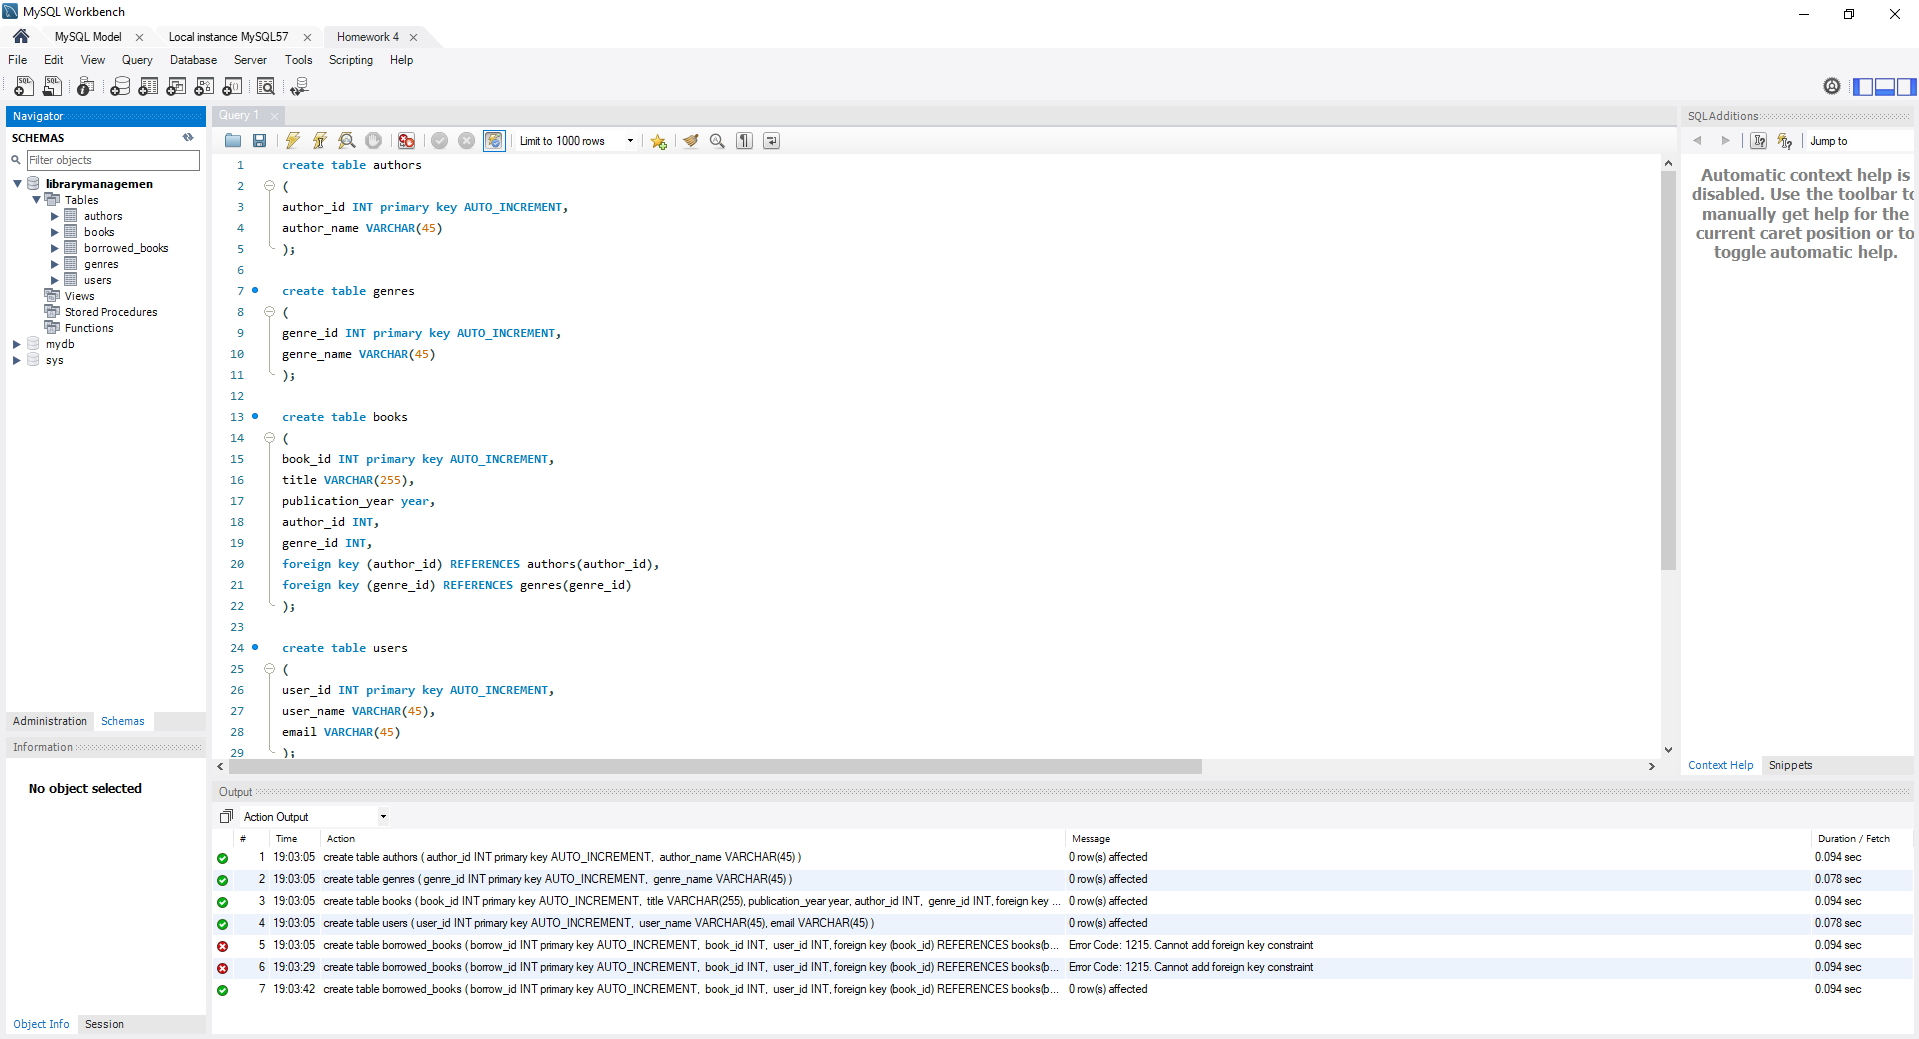 MySQL Workbench
MySQL Model
Local instance MySQL57
Homework 4
File Edit View Query Database Server Tools Scripting Help
Navigator
SCHEMAS
Filter objects
librarymanagemen
Tables
authors
books
borrowed_books
genres
users
Views
Stored Procedures
Functions
mydb
sys
Administration Schemas
Information
No object selected
Object Info Session
Query 1
Limit to 1000 rows
1 create table authors
2 (
3 author_id INT primary key AUTO_INCREMENT,
4 author_name VARCHAR(45)
5 );
6
7 create table genres
8 (
9 genre_id INT primary key AUTO_INCREMENT,
10 genre_name VARCHAR(45)
11 );
12
13 create table books
14 (
15 book_id INT primary key AUTO_INCREMENT,
16 title VARCHAR(255),
17 publication_year year,
18 author_id INT,
19 genre_id INT,
20 foreign key (author_id) REFERENCES authors(author_id),
21 foreign key (genre_id) REFERENCES genres(genre_id)
22 );
23
24 create table users
25 (
26 user_id INT primary key AUTO_INCREMENT,
27 user_name VARCHAR(45),
28 email VARCHAR(45)
29 );
SQLAdditions
Jump to
Automatic context help is
disabled. Use the toolbar to
manually get help for the
current caret position or to
toggle automatic help.
Context Help Snippets
Output
Action Output
# Time Action Message Duration / Fetch
1 19:03:05 create table authors ( author_id INT primary key AUTO_INCREMENT, author_name VARCHAR(45) ) 0 row(s) affected 0.094 sec
2 19:03:05 create table genres ( genre_id INT primary key AUTO_INCREMENT, genre_name VARCHAR(45) ) 0 row(s) affected 0.078 sec
3 19:03:05 create table books ( book_id INT primary key AUTO_INCREMENT, title VARCHAR(255), publication_year year, author_id INT, genre_id INT, foreign key ... 0 row(s) affected 0.094 sec
4 19:03:05 create table users ( user_id INT primary key AUTO_INCREMENT, user_name VARCHAR(45), email VARCHAR(45) ) 0 row(s) affected 0.078 sec
5 19:03:05 create table borrowed_books ( borrow_id INT primary key AUTO_INCREMENT, book_id INT, user_id INT, foreign key (book_id) REFERENCES books(b... Error Code: 1215. Cannot add foreign key constraint 0.094 sec
6 19:03:29 create table borrowed_books ( borrow_id INT primary key AUTO_INCREMENT, book_id INT, user_id INT, foreign key (book_id) REFERENCES books(b... Error Code: 1215. Cannot add foreign key constraint 0.094 sec
7 19:03:42 create table borrowed_books ( borrow_id INT primary key AUTO_INCREMENT, book_id INT, user_id INT, foreign key (book_id) REFERENCES books(b... 0 row(s) affected 0.094 sec